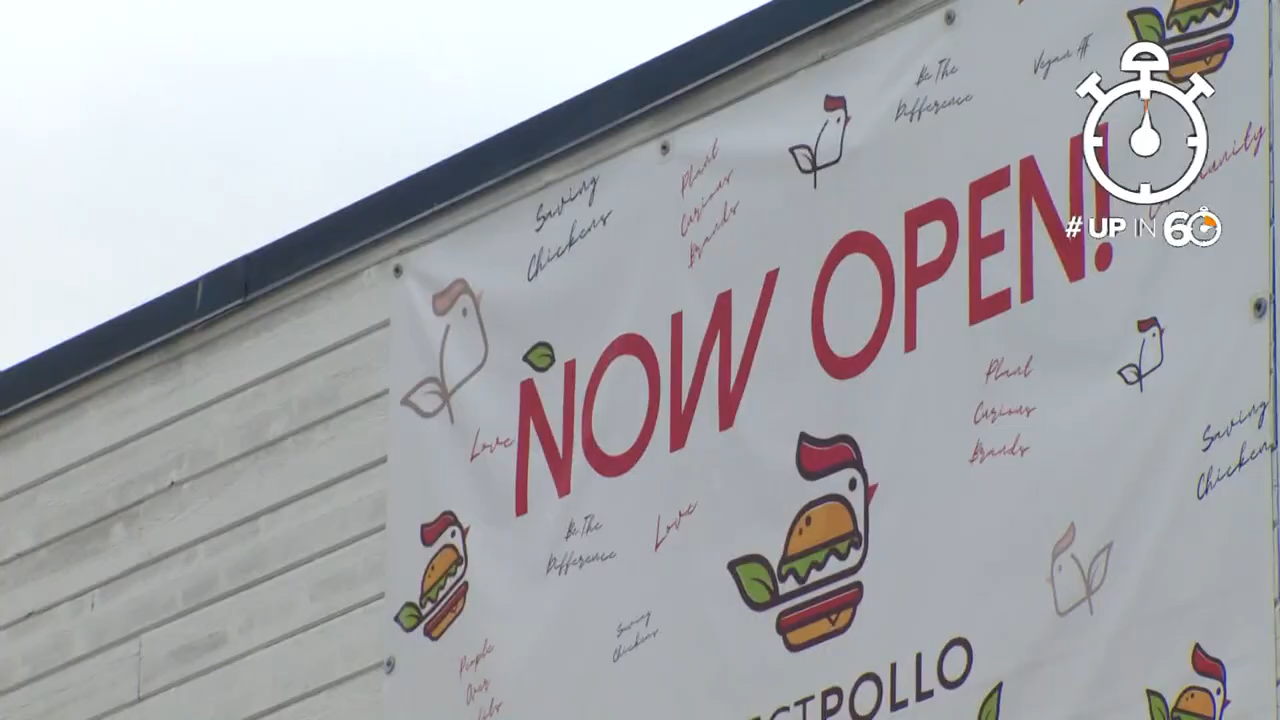 Vegan AF
Be The
Difference
Saving
Chickens
Plant
Curious
Brands
NOW OPEN!
#UP IN 60
Love
Plant
Curious
Brands
Saving
Chickens
Be The
Difference
Love
Saving
Chickens
People
Over
POLLO